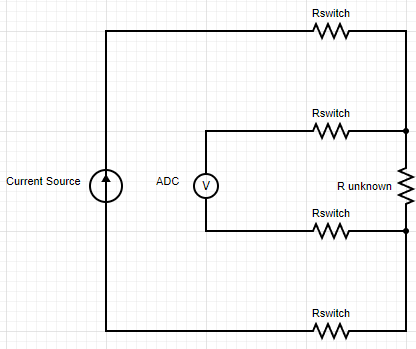 Rswitch
Rswitch
Current Source
ADC
V
R unknown
Rswitch
Rswitch